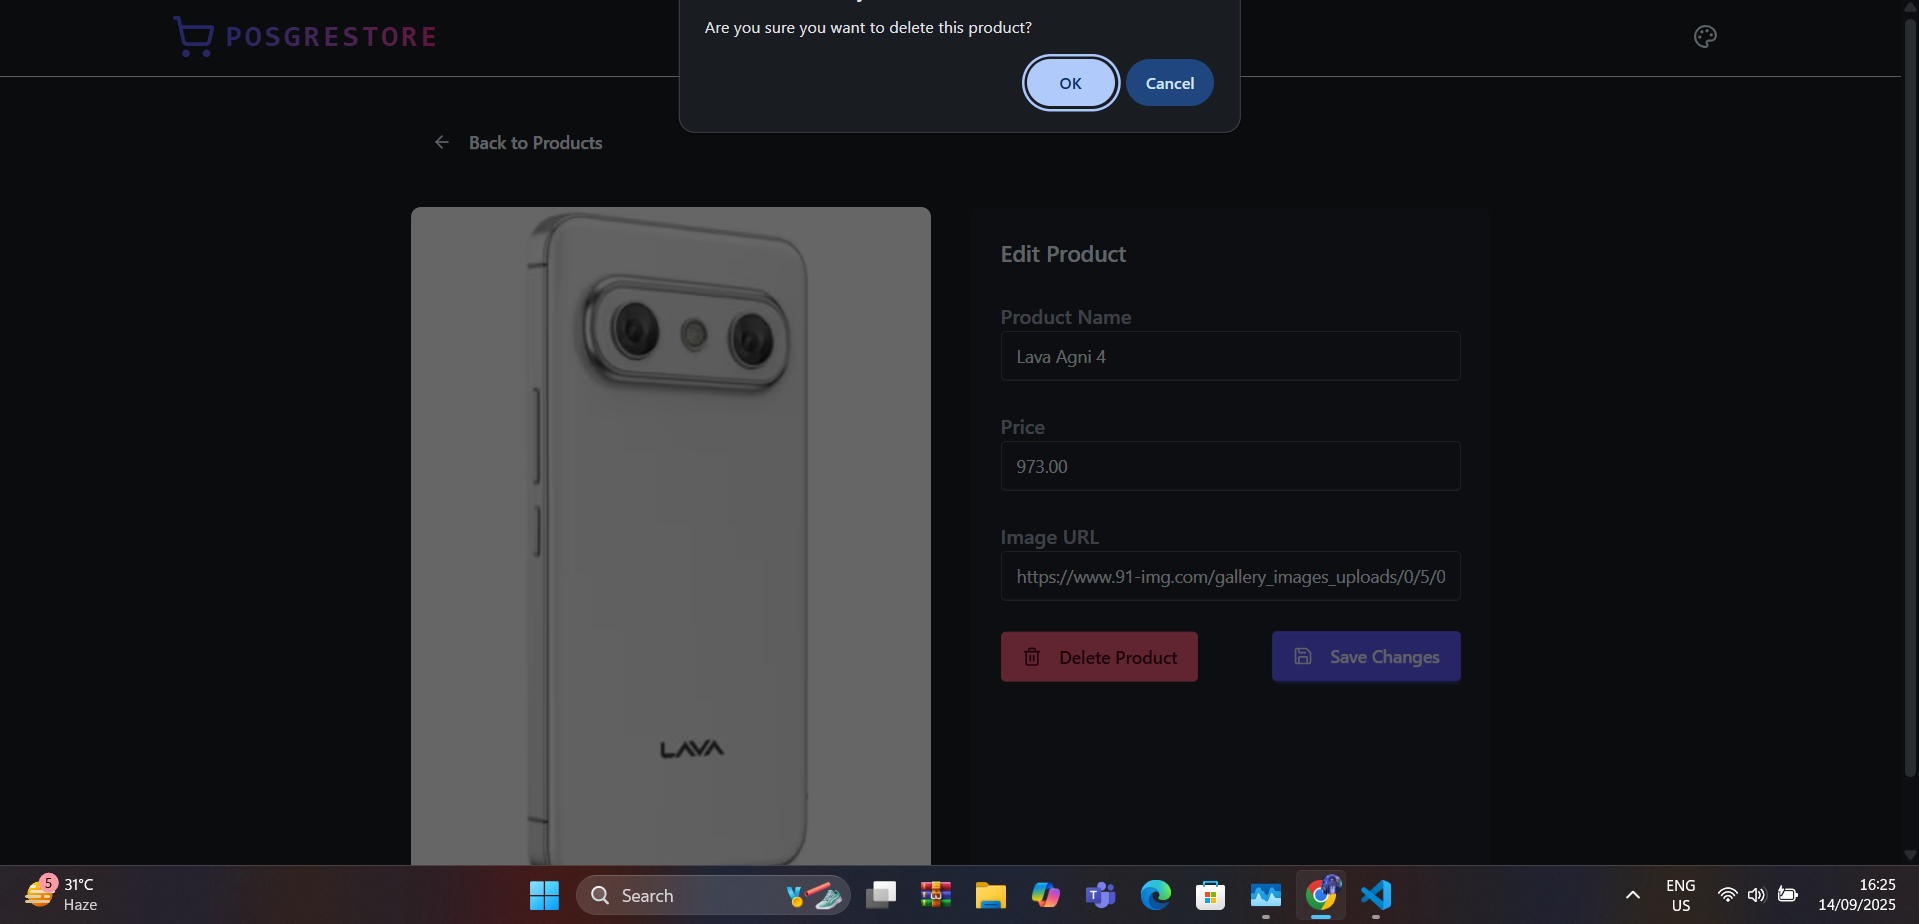 Are you sure you want to delete this product?
OK
Cancel
POSGRESTORE
Back to Products
Edit Product
Product Name
Lava Agni 4
Price
973.00
Image URL
https://www.91-img.com/gallery_images_uploads/0/5/0
Delete Product
Save Changes
LAVA
5
31°C
Haze
Search
ENG
US
16:25
14/09/2025